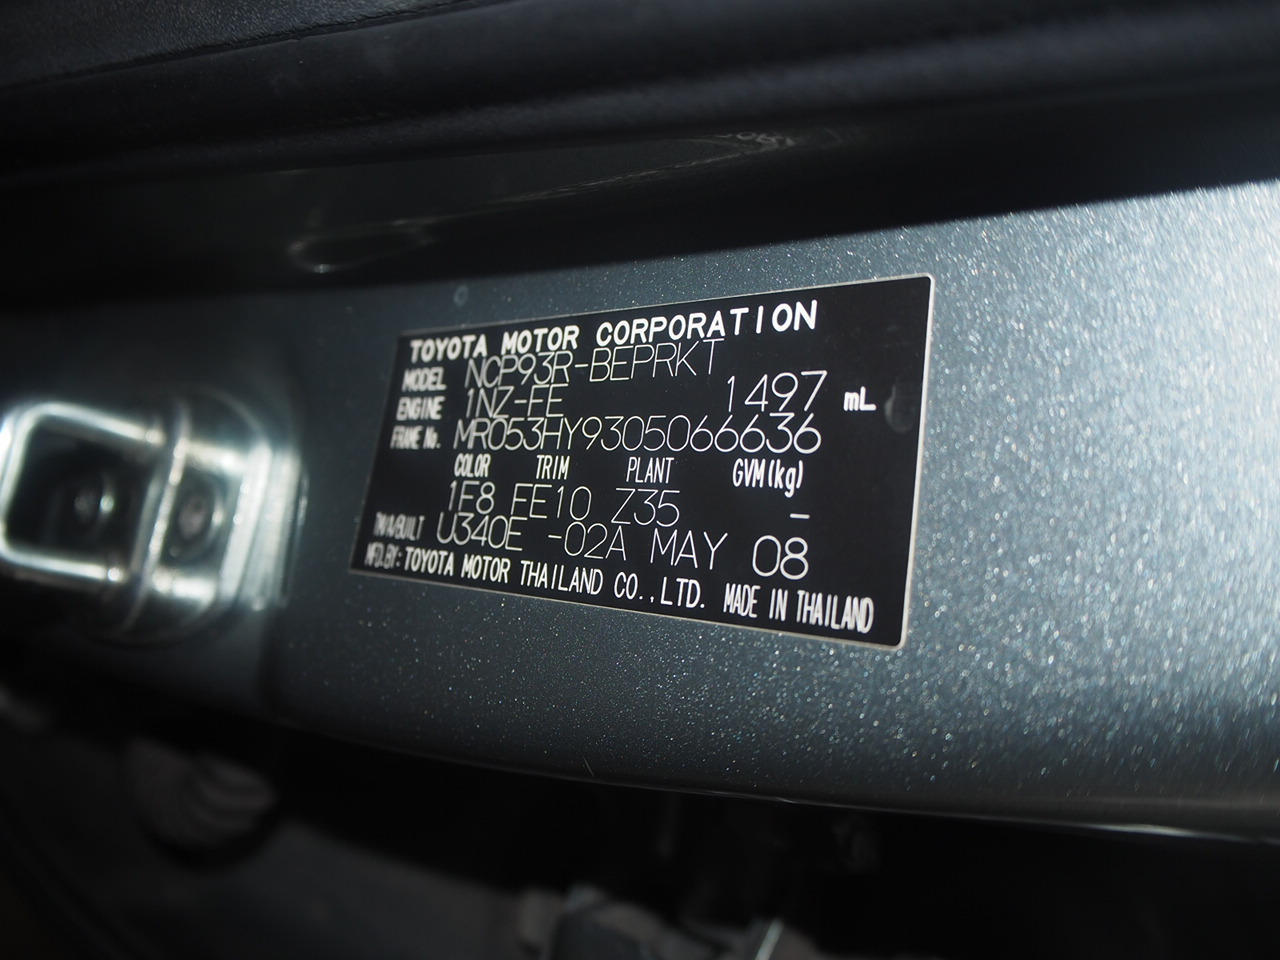 TOYOTA MOTOR CORPORATION
MODEL NCP93R-BEPRKT
ENGINE 1NZ-FE 1497 mL
FRAME No. MR053HY9305066636
COLOR TRIM PLANT GVM(kg)
1F8 FE10 Z35 -
TM/A/BUILT U340E -02A MAY 08
MFD.BY: TOYOTA MOTOR THAILAND CO.,LTD. MADE IN THAILAND